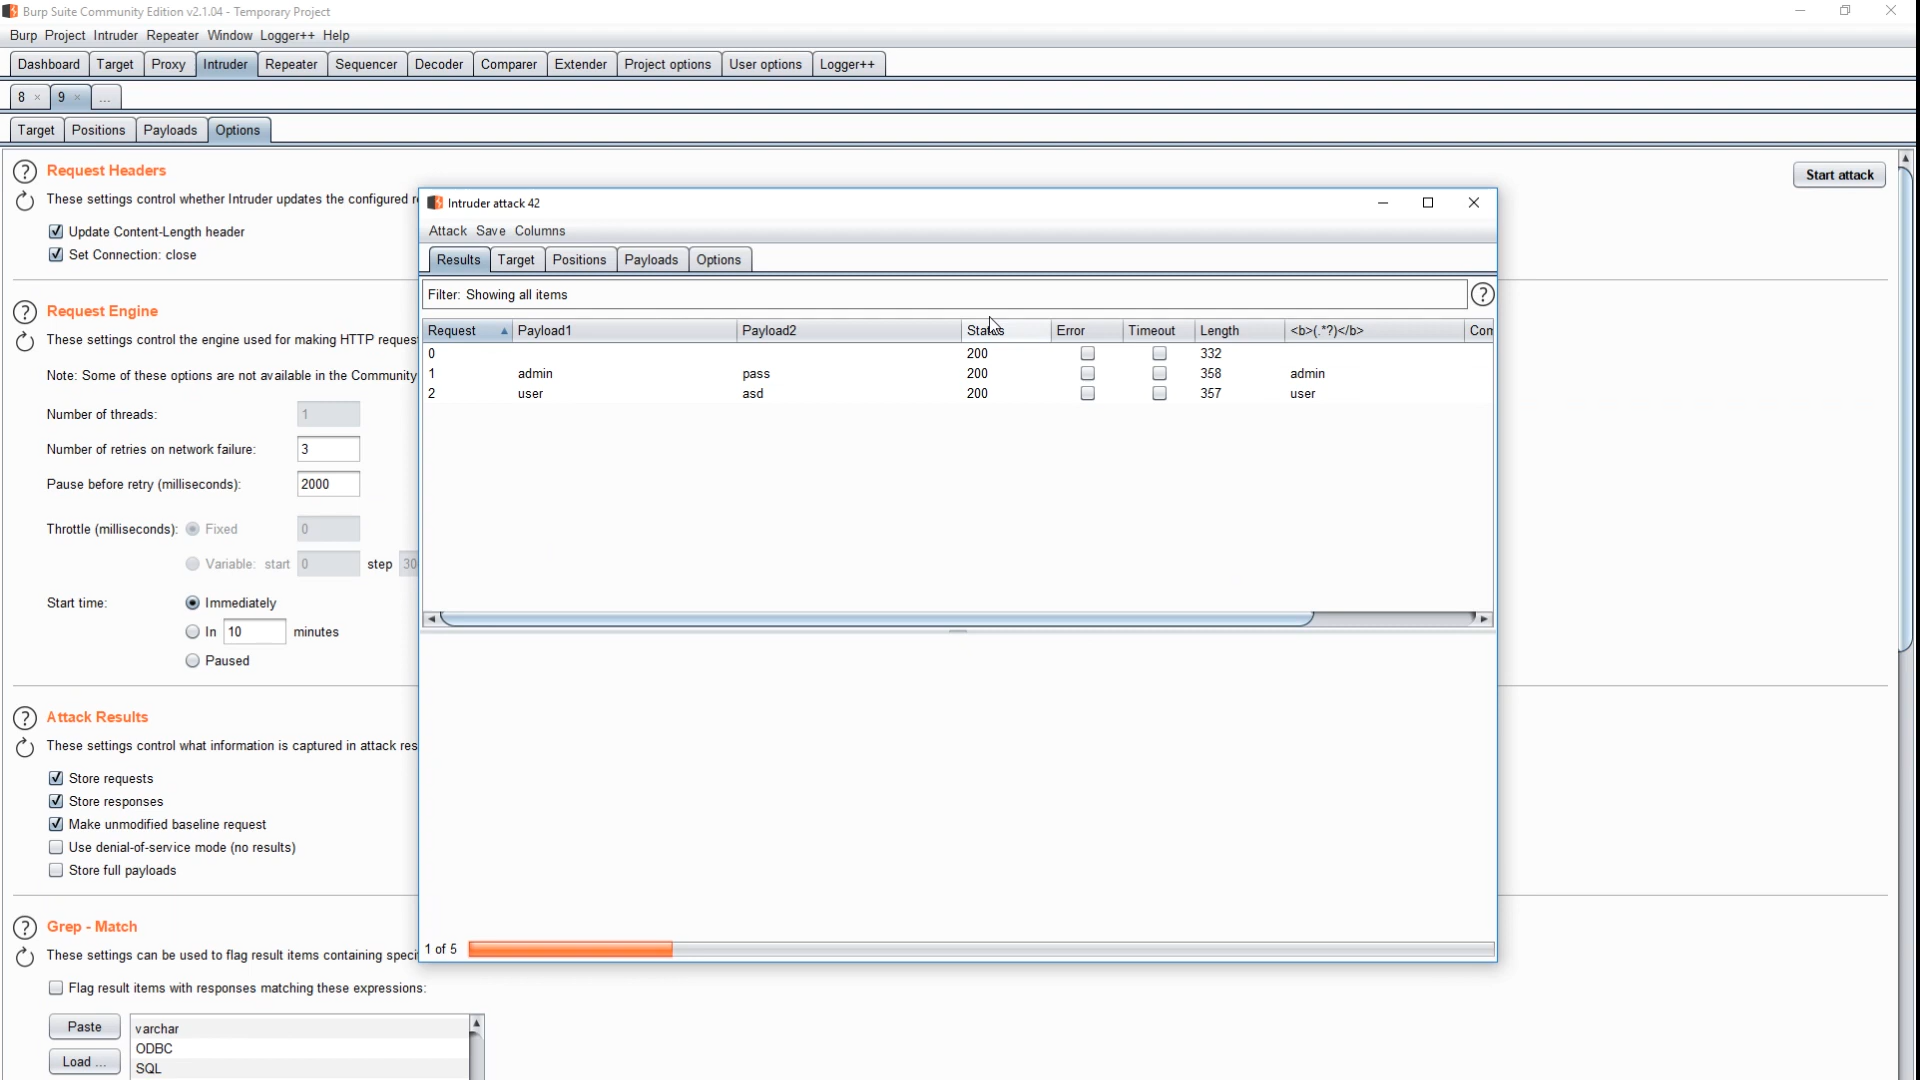 Burp Suite Community Edition v2.1.04 - Temporary Project
Burp Project Intruder Repeater Window Logger++ Help
Dashboard Target Proxy Intruder Repeater Sequencer Decoder Comparer Extender Project options User options Logger++
8 × 9 × ...
Target Positions Payloads Options
Request Headers
Start attack
These settings control whether Intruder updates the configured r
Update Content-Length header
Set Connection: close
Request Engine
These settings control the engine used for making HTTP reques
Note: Some of these options are not available in the Community
Number of threads: 1
Number of retries on network failure: 3
Pause before retry (milliseconds): 2000
Throttle (milliseconds): Fixed 0
Variable: start 0 step 30
Start time: Immediately
In 10 minutes
Paused
Attack Results
These settings control what information is captured in attack res
Store requests
Store responses
Make unmodified baseline request
Use denial-of-service mode (no results)
Store full payloads
Grep - Match
These settings can be used to flag result items containing speci
Flag result items with responses matching these expressions:
Paste
Load ...
varchar
ODBC
SQL
Intruder attack 42
Attack Save Columns
Results Target Positions Payloads Options
Filter: Showing all items
?
Request Payload1 Payload2 Status Error Timeout Length <b>(.*?)</b> Com
0 200 332
1 admin pass 200 358 admin
2 user asd 200 357 user
1 of 5